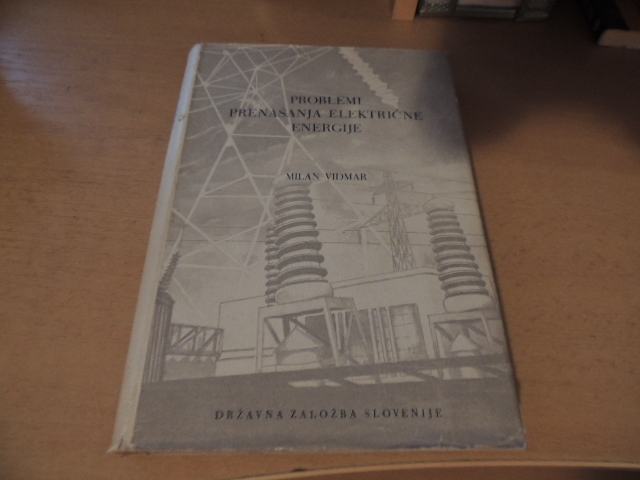 PROBLEMI
PRENAŠANJA ELEKTRIČNE
ENERGIJE
MILAN VIDMAR
DRŽAVNA ZALOŽBA SLOVENIJE